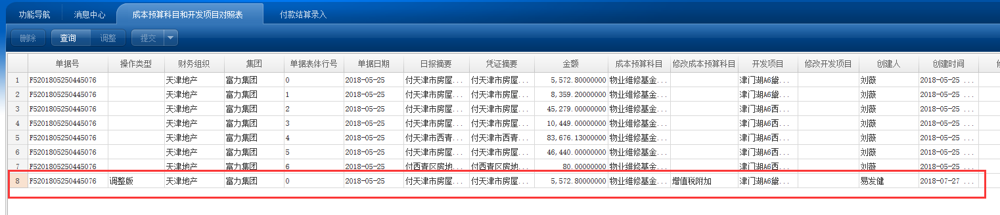 功能导航 消息中心 成本预算科目和开发项目对照表 付款结算录入
删除 查询 调整 提交
单据号 操作类型 财务组织 集团 单据表体行号 单据日期 日报摘要 凭证摘要 金额 成本预算科目 修改成本预算科目 开发项目 修改开发项目 创建人 创建时间
1 F5201805250445076 天津地产 富力集团 0 2018-05-25 付天津市房屋... 付天津市房屋... 5,572.80000000 物业维修基金... 津门湖A6黛... 刘薇 2018-05-25 ...
2 F5201805250445076 天津地产 富力集团 1 2018-05-25 付天津市房屋... 付天津市房屋... 8,359.20000000 物业维修基金... 津门湖A6黛... 刘薇 2018-05-25 ...
3 F5201805250445076 天津地产 富力集团 2 2018-05-25 付天津市房屋... 付天津市房屋... 45,279.00000000 物业维修基金... 津门湖A6西... 刘薇 2018-05-25 ...
4 F5201805250445076 天津地产 富力集团 3 2018-05-25 付天津市房屋... 付天津市房屋... 10,449.00000000 物业维修基金... 津门湖A6西... 刘薇 2018-05-25 ...
5 F5201805250445076 天津地产 富力集团 4 2018-05-25 付天津市西青... 付天津市西青... 83,676.13000000 物业维修基金... 津门湖A6西... 刘薇 2018-05-25 ...
6 F5201805250445076 天津地产 富力集团 5 2018-05-25 付天津市房屋... 付天津市房屋... 46,440.00000000 物业维修基金... 津门湖A6西... 刘薇 2018-05-25 ...
7 F5201805250445076 天津地产 富力集团 6 2018-05-25 付西青区房地... 付西青区房地... 80.00000000 物业维修基金... 津门湖A6西... 刘薇 2018-05-25 ...
8 F5201805250445076 调整版 天津地产 富力集团 0 2018-05-25 付天津市房屋... 付天津市房屋... 5,572.80000000 物业维修基金... 增值税附加 津门湖A6黛... 易发健 2018-07-27 ...